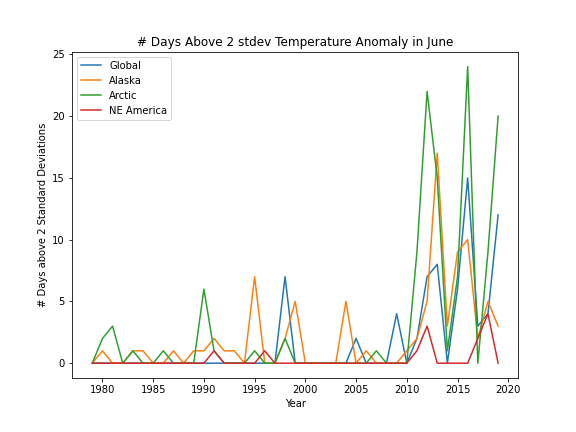 # Days Above 2 stdev Temperature Anomaly in June
25
20
15
10
5
0
# Days above 2 Standard Deviations
Global
Alaska
Arctic
NE America
1980 1985 1990 1995 2000 2005 2010 2015 2020
Year